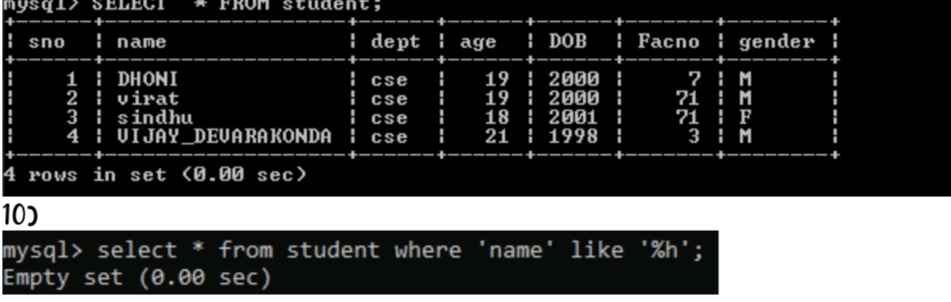 mysql> SELECT * FROM student;
| sno | name | dept | age | DOB | Facno | gender |
| 1 | DHONI | cse | 19 | 2000 | 7 | M |
| 2 | virat | cse | 19 | 2000 | 71 | M |
| 3 | sindhu | cse | 18 | 2001 | 71 | F |
| 4 | VIJAY_DEVARAKONDA | cse | 21 | 1998 | 3 | M |
4 rows in set (0.00 sec)
10)
mysql> select * from student where 'name' like '%h';
Empty set (0.00 sec)